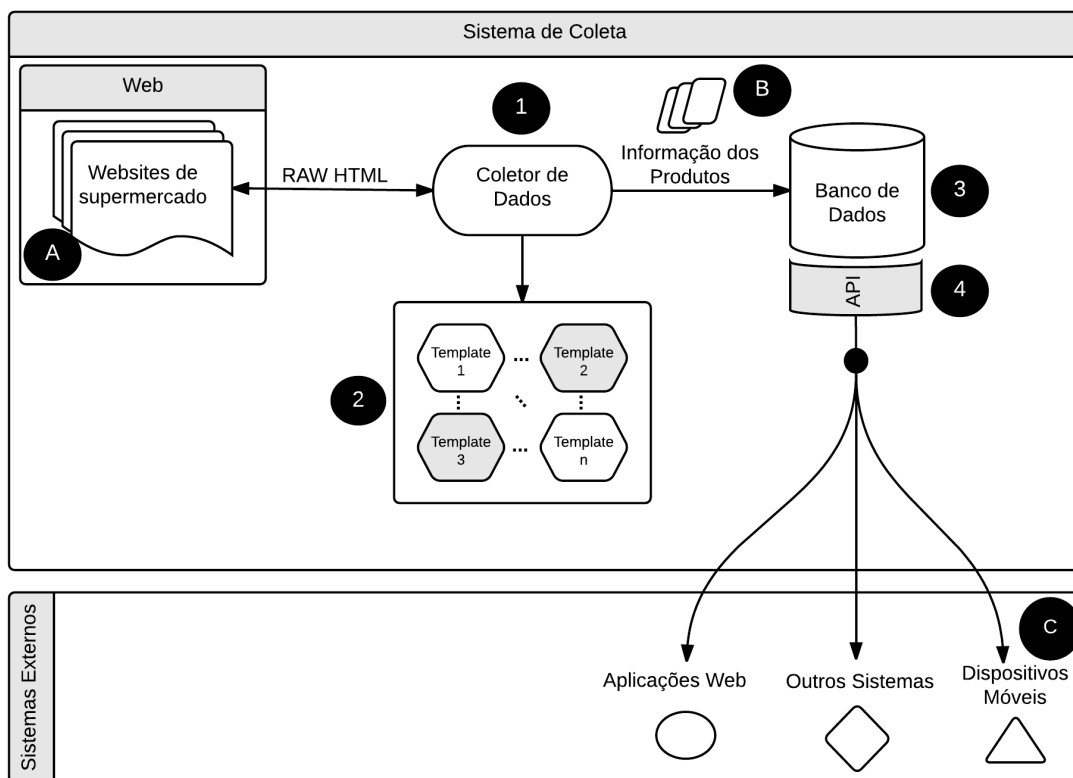 Sistema de Coleta
Web
Websites de
supermercado
A
RAW HTML
1
Coletor de
Dados
B
Informação dos
Produtos
Banco de
Dados
3
API
4
2
Template
1
...
Template
2
Template
3
...
Template
n
Sistemas Externos
C
Aplicações Web
Outros Sistemas
Dispositivos
Móveis